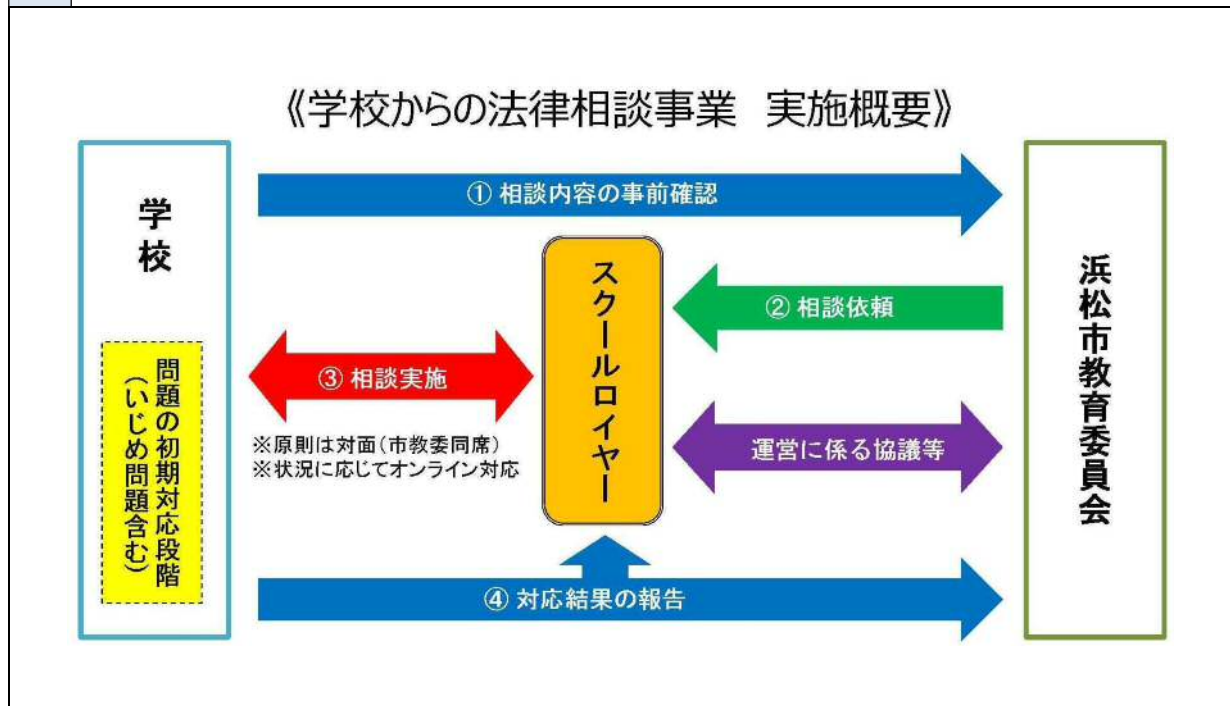 《学校からの法律相談事業　実施概要》
学校
問題の初期対応段階
（いじめ問題含む）
① 相談内容の事前確認
スクールロイヤー
② 相談依頼
③ 相談実施
※原則は対面（市教委同席）
※状況に応じてオンライン対応
運営に係る協議等
④ 対応結果の報告
浜松市教育委員会